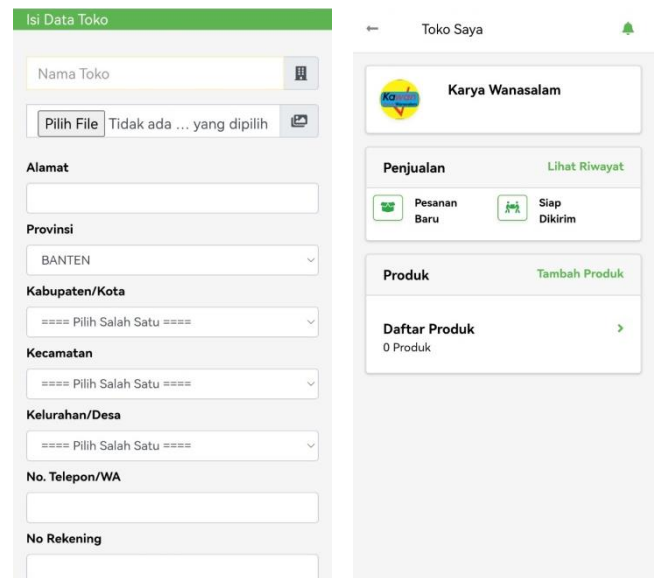 Isi Data Toko
Nama Toko
Pilih File Tidak ada ... yang dipilih
Alamat
Provinsi
BANTEN
Kabupaten/Kota
==== Pilih Salah Satu ====
Kecamatan
==== Pilih Salah Satu ====
Kelurahan/Desa
==== Pilih Salah Satu ====
No. Telepon/WA
No Rekening
Toko Saya
Kawan
Karya Wanasalam
Penjualan
Lihat Riwayat
Pesanan
Baru
Siap
Dikirim
Produk
Tambah Produk
Daftar Produk
0 Produk